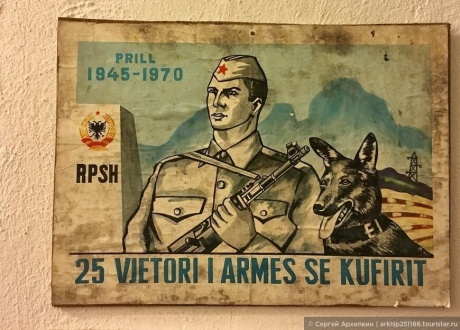 PRILL
1945-1970
RPSH
25 VJETORI I ARMES SE KUFIRIT
© Сергей Архипкин | arkhip251166.tourister.ru